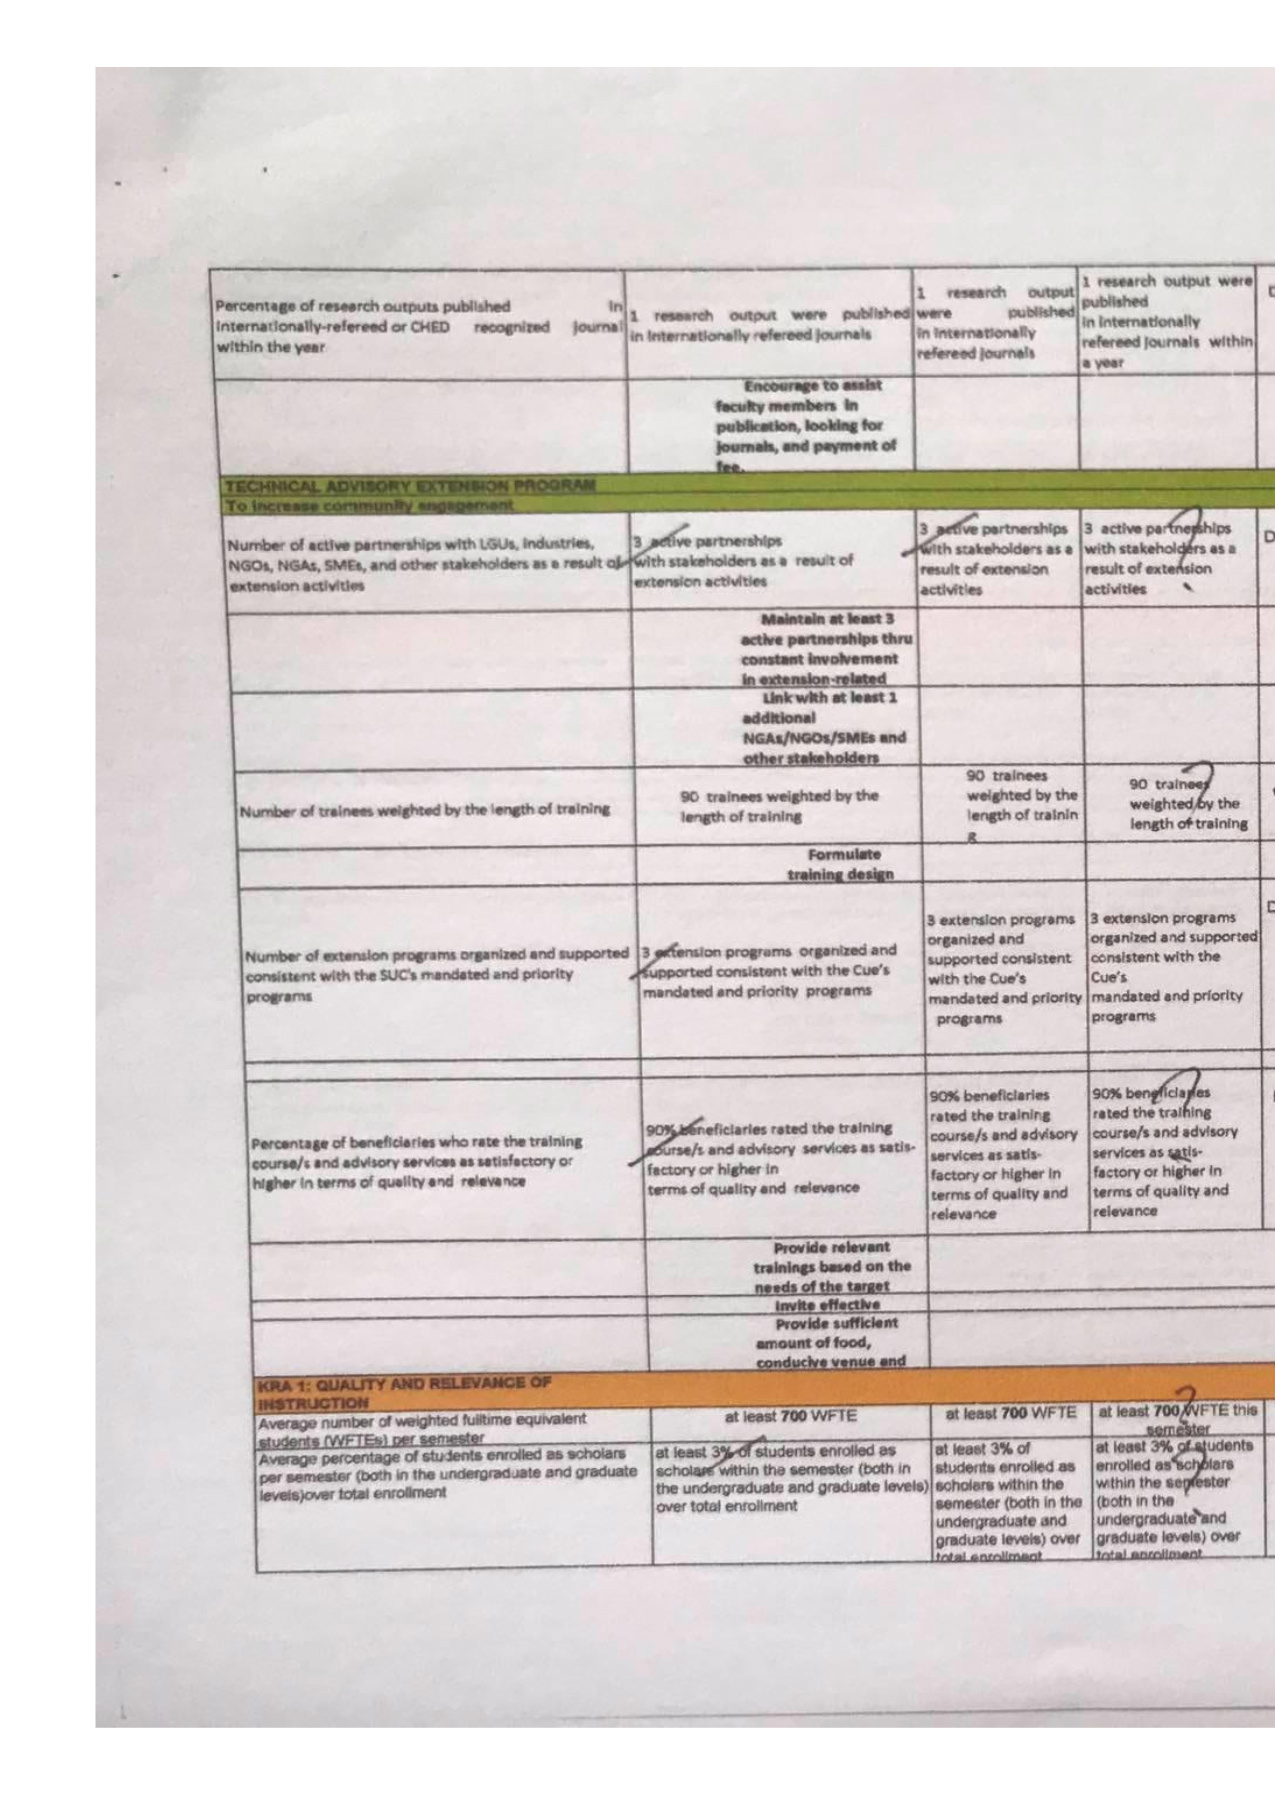 Percentage of research outputs published in
Internationally-refereed or CHED recognized journal
within the year
1 research output were published
in Internationally refereed journals
1 research output
were published
in Internationally
refereed journals
1 research output were
published
in Internationally
refereed journals within
a year
Encourage to assist
faculty members in
publication, looking for
journals, and payment of
fee.
TECHNICAL ADVISORY EXTENSION PROGRAM
To increase community engagement
Number of active partnerships with LGUs, Industries,
NGOs, NGAs, SMEs, and other stakeholders as a result of
extension activities
3 active partnerships
with stakeholders as a result of
extension activities
3 active partnerships
with stakeholders as a
result of extension
activities
3 active partnerships
with stakeholders as a
result of extension
activities
D
Maintain at least 3
active partnerships thru
constant involvement
in extension-related
Link with at least 1
additional
NGAs/NGOs/SMEs and
other stakeholders
Number of trainees weighted by the length of training
90 trainees weighted by the
length of training
90 trainees
weighted by the
length of trainin
g
90 trainees
weighted by the
length of training
Formulate
training design
Number of extension programs organized and supported
consistent with the SUC's mandated and priority
programs
3 extension programs organized and
supported consistent with the Cue's
mandated and priority programs
3 extension programs
organized and
supported consistent
with the Cue's
mandated and priority
programs
3 extension programs
organized and supported
consistent with the
Cue's
mandated and priority
programs
Percentage of beneficiaries who rate the training
course/s and advisory services as satisfactory or
higher in terms of quality and relevance
90% beneficiaries rated the training
course/s and advisory services as satis-
factory or higher in
terms of quality and relevance
90% beneficiaries
rated the training
course/s and advisory
services as satis-
factory or higher in
terms of quality and
relevance
90% beneficiaries
rated the training
course/s and advisory
services as satis-
factory or higher in
terms of quality and
relevance
Provide relevant
trainings based on the
needs of the target
Invite effective
Provide sufficient
amount of food,
conducive venue and
KRA 1: QUALITY AND RELEVANCE OF
INSTRUCTION
Average number of weighted fulltime equivalent
students (WFTEs) per semester
at least 700 WFTE
at least 700 WFTE
at least 700 WFTE this
semester
Average percentage of students enrolled as scholars
per semester (both in the undergraduate and graduate
levels)over total enrollment
at least 3% of students enrolled as
scholars within the semester (both in
the undergraduate and graduate levels)
over total enrollment
at least 3% of
students enrolled as
scholars within the
semester (both in the
undergraduate and
graduate levels) over
total enrollment
at least 3% of students
enrolled as scholars
within the semester
(both in the
undergraduate and
graduate levels) over
total enrollment